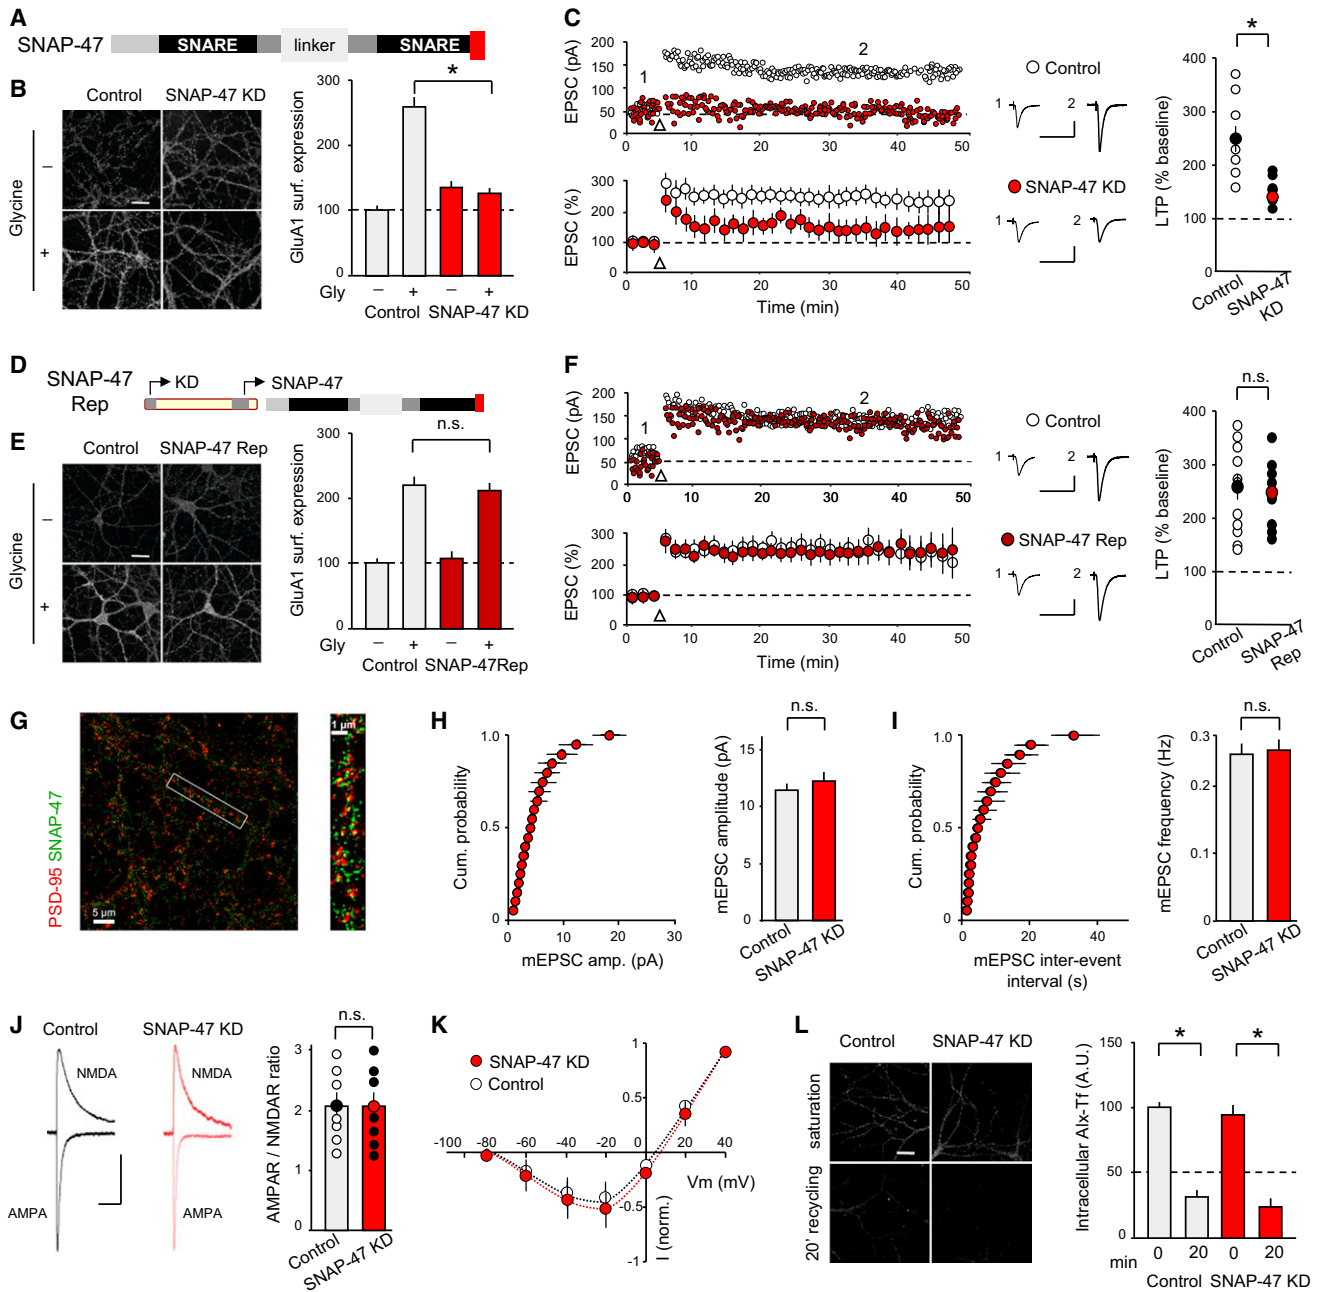 A
SNAP-47
SNARE
linker
SNARE
B
Control
SNAP-47 KD
Glycine
–
+
GluA1 surf. expression
300
200
100
0
*
Gly
–
+
–
+
Control
SNAP-47 KD
C
EPSC (pA)
200
150
100
50
0
1
2
0
10
20
30
40
50
EPSC (%)
300
200
100
0
0
10
20
30
40
50
Time (min)
Control
1
2
SNAP-47 KD
1
2
LTP (% baseline)
400
300
200
100
0
*
Control
SNAP-47
KD
D
SNAP-47
Rep
KD
SNAP-47
E
Control
SNAP-47 Rep
Glycine
–
+
GluA1 surf. expression
300
200
100
0
n.s.
Gly
–
+
–
+
Control
SNAP-47Rep
F
EPSC (pA)
200
150
100
50
0
1
2
0
10
20
30
40
50
EPSC (%)
300
200
100
0
0
10
20
30
40
50
Time (min)
Control
1
2
SNAP-47 Rep
1
2
LTP (% baseline)
400
300
200
100
0
n.s.
Control
SNAP-47
Rep
G
PSD-95 SNAP-47
5 µm
1 µm
H
Cum. probability
1.0
0.5
0
0
10
20
30
mEPSC amp. (pA)
mEPSC amplitude (pA)
15
10
5
0
n.s.
Control
SNAP-47 KD
I
Cum. probability
1.0
0.5
0
0
20
40
mEPSC inter-event
interval (s)
mEPSC frequency (Hz)
0.3
0.2
0.1
0
n.s.
Control
SNAP-47 KD
J
Control
SNAP-47 KD
NMDA
AMPA
NMDA
AMPA
AMPAR / NMDAR ratio
3
2
1
0
n.s.
Control
SNAP-47 KD
K
SNAP-47 KD
Control
1
0.5
-0.5
-1
-100
-80
-60
-40
-20
0
20
40
Vm (mV)
I (norm.)
L
Control
SNAP-47 KD
saturation
20' recycling
Intracellular Alx-Tf (A.U.)
150
100
50
0
*
*
min
0
20
0
20
Control
SNAP-47 KD